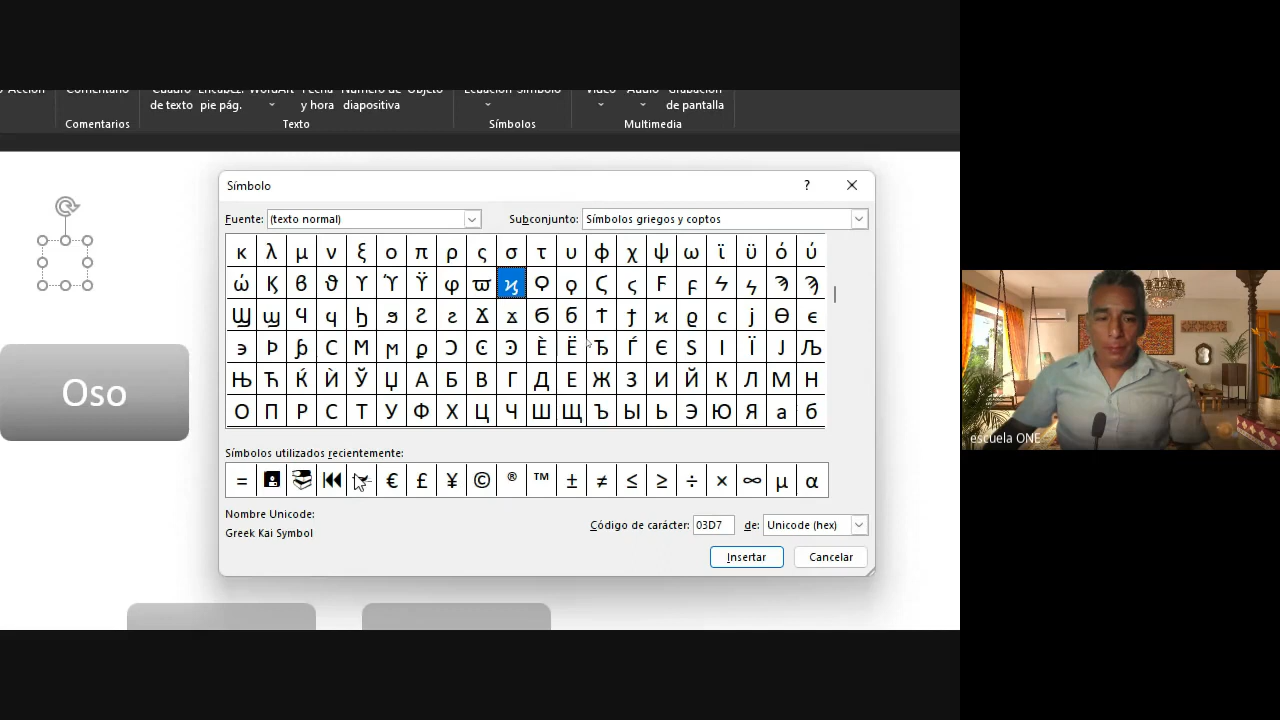 Acción Comentario Cuadro Encabez. WordArt Fecha Número de Objeto Ecuación Símbolo Vídeo Audio Grabación
de texto pie pág. y hora diapositiva de pantalla
Comentarios Texto Símbolos Multimedia
Símbolo ?
Fuente: (texto normal) Subconjunto: Símbolos griegos y coptos
κ λ μ ν ξ ο π ρ ς σ τ υ φ χ ψ ω ϊ ϋ ό ύ
ώ Ϗ ϐ ϑ ϒ ϓ ϔ φ ϖ ϗ Ϙ ϙ Ϛ ϛ Ϝ ϝ Ϟ ϟ Ϡ ϡ
Ϣ ϣ Ϥ ϥ Ϧ ϧ Ϩ ϩ Ϫ ϫ Ϭ ϭ Ϯ ϯ ϰ ϱ ϲ ϳ ϴ ϵ
϶ Ϸ ϸ Ϲ Ϻ ϻ ϼ Ͻ Ͼ Ͽ Ѐ Ё Ђ Ѓ Є Ѕ І Ї Ј Љ
Њ Ћ Ќ Ѝ Ў Џ А Б В Г Д Е Ж З И Й К Л М Н
О П Р С Т У Ф Х Ц Ч Ш Щ Ъ Ы Ь Э Ю Я а б
Oso
Símbolos utilizados recientemente:
= € £ ¥ © ® ™ ± ≠ ≤ ≥ ÷ × ∞ µ α
Nombre Unicode:
Greek Kai Symbol
Código de carácter: 03D7 de: Unicode (hex)
Insertar Cancelar
escuela ONE